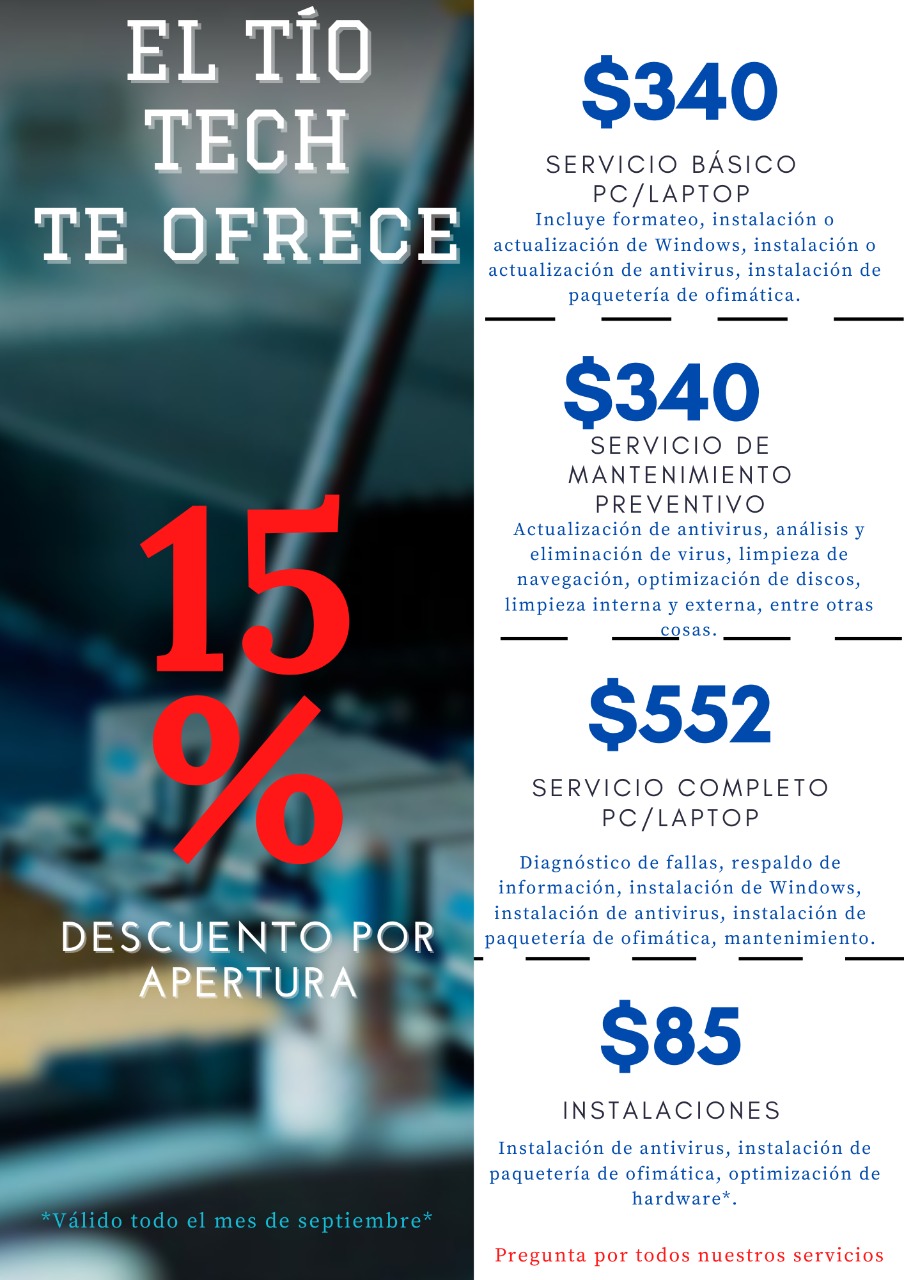 EL TÍO
TECH
TE OFRECE
15
%
DESCUENTO POR
APERTURA
*Válido todo el mes de septiembre*
$340
SERVICIO BÁSICO
PC/LAPTOP
Incluye formateo, instalación o
actualización de Windows, instalación o
actualización de antivirus, instalación de
paquetería de ofimática.
$340
SERVICIO DE
MANTENIMIENTO
PREVENTIVO
Actualización de antivirus, análisis y
eliminación de virus, limpieza de
navegación, optimización de discos,
limpieza interna y externa, entre otras
cosas.
$552
SERVICIO COMPLETO
PC/LAPTOP
Diagnóstico de fallas, respaldo de
información, instalación de Windows,
instalación de antivirus, instalación de
paquetería de ofimática, mantenimiento.
$85
INSTALACIONES
Instalación de antivirus, instalación de
paquetería de ofimática, optimización de
hardware*.
Pregunta por todos nuestros servicios